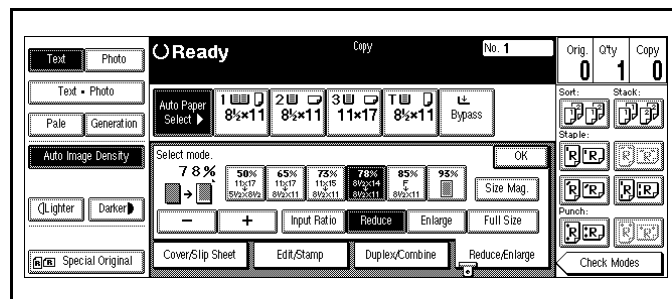 Text Photo
Text • Photo
Pale Generation
Auto Image Density
Lighter Darker
Special Original
Ready
Copy
No. 1
Auto Paper Select ▶
1 8½×11
2 8½×11
3 11×17
T 8½×11
Bypass
Select mode.
OK
78%
50% 11×17 5½×8½
65% 11×17 8½×11
73% 11×15 8½×11
78% 8½×14 8½×11
85% F 8½×11
93%
Size Mag.
− + Input Ratio Reduce Enlarge Full Size
Cover/Slip Sheet Edit/Stamp Duplex/Combine Reduce/Enlarge
Orig. Q'ty Copy
0 1 0
Sort: Stack:
Staple:
Punch:
Check Modes